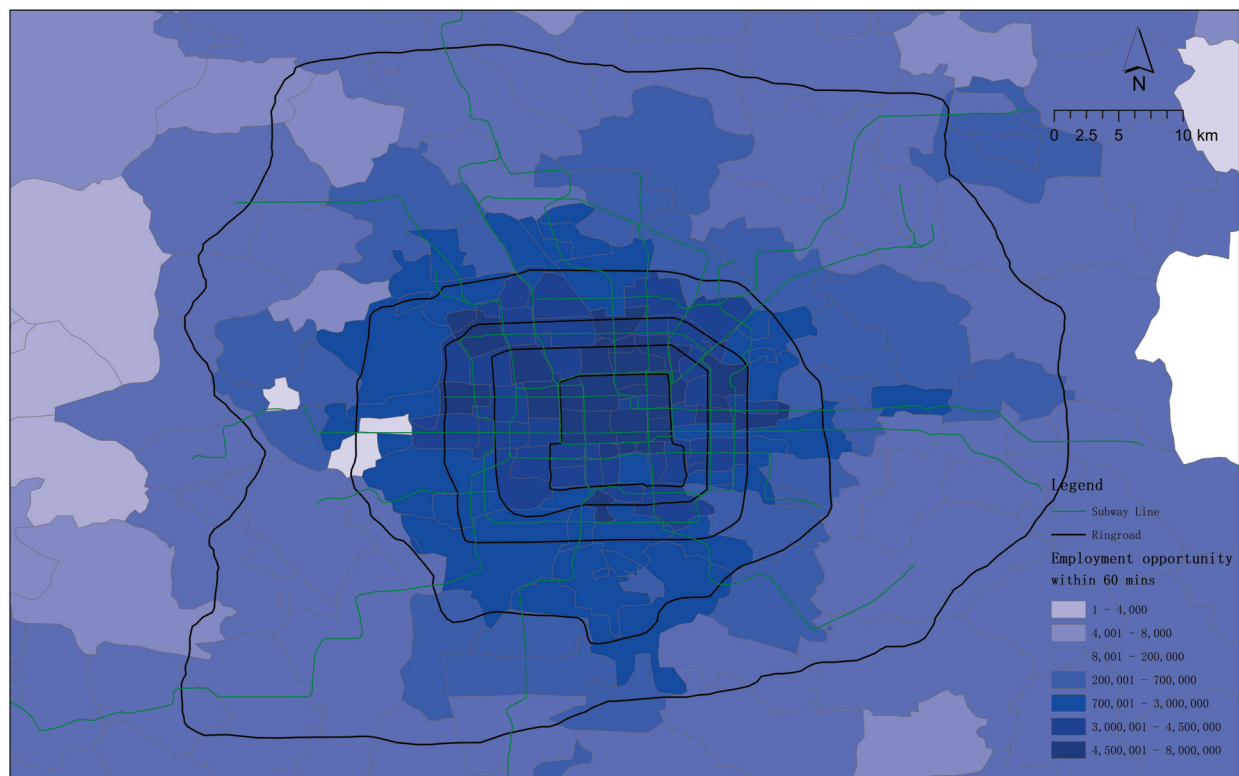 N
0 2.5 5 10 km
Legend
Subway Line
Ringroad
Employment opportunity
within 60 mins
1 - 4,000
4,001 - 8,000
8,001 - 200,000
200,001 - 700,000
700,001 - 3,000,000
3,000,001 - 4,500,000
4,500,001 - 8,000,000